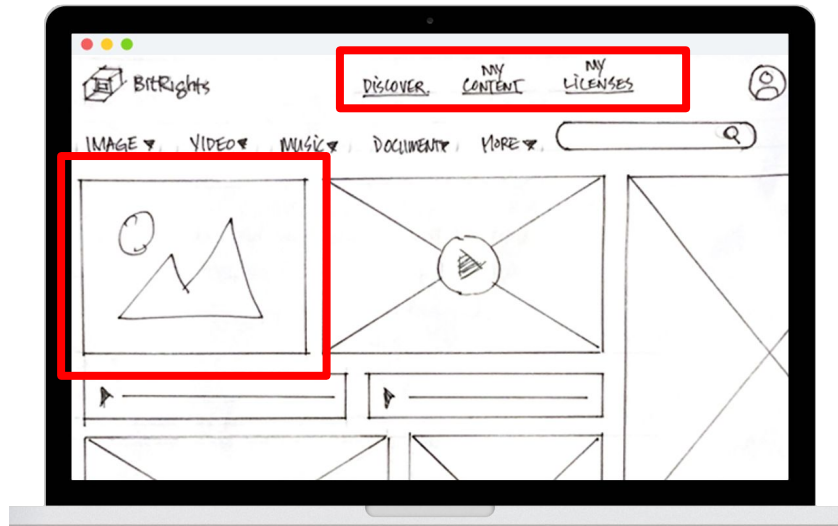 BitRights
DISCOVER.
MY
CONTENT
MY
LICENSES
IMAGE
VIDEO
MUSIC
DOCUMENT
MORE